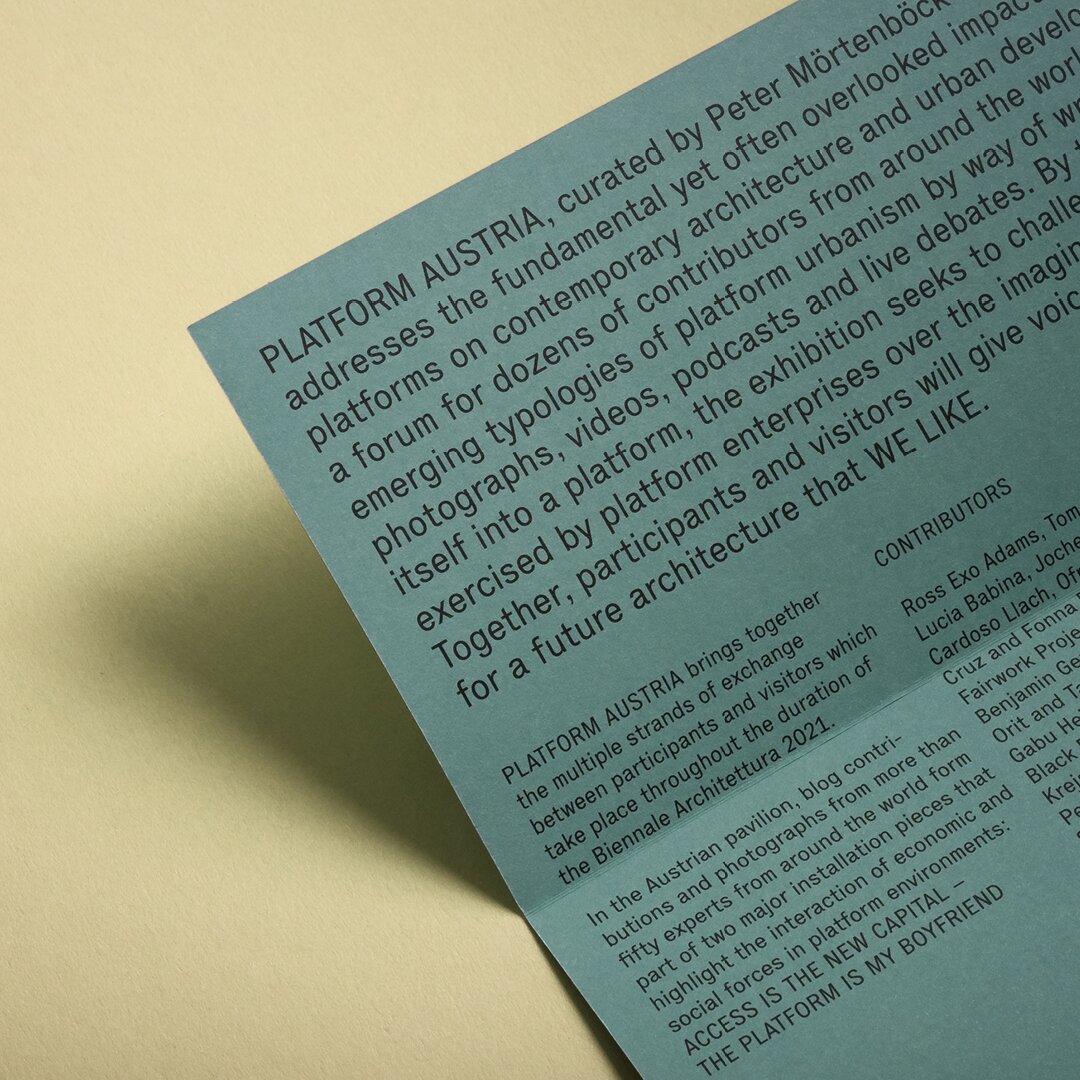 PLATFORM AUSTRIA, curated by Peter Mörtenböck
addresses the fundamental yet often overlooked impac
platforms on contemporary architecture and urban develo
a forum for dozens of contributors from around the worl
emerging typologies of platform urbanism by way of wr
photographs, videos, podcasts and live debates. By t
itself into a platform, the exhibition seeks to challe
exercised by platform enterprises over the imagin
Together, participants and visitors will give voic
for a future architecture that WE LIKE.
PLATFORM AUSTRIA brings together
the multiple strands of exchange
between participants and visitors which
take place throughout the duration of
the Biennale Architettura 2021.
In the Austrian pavilion, blog contri-
butions and photographs from more than
fifty experts from around the world form
part of two major installation pieces that
highlight the interaction of economic and
social forces in platform environments:
ACCESS IS THE NEW CAPITAL –
THE PLATFORM IS MY BOYFRIEND
CONTRIBUTORS
Ross Exo Adams, Tom
Lucia Babina, Joche
Cardoso Llach, Ofr
Cruz and Fonna
Fairwork Proje
Benjamin Ge
Orit and Ta
Gabu He
Black
Krej
Pe